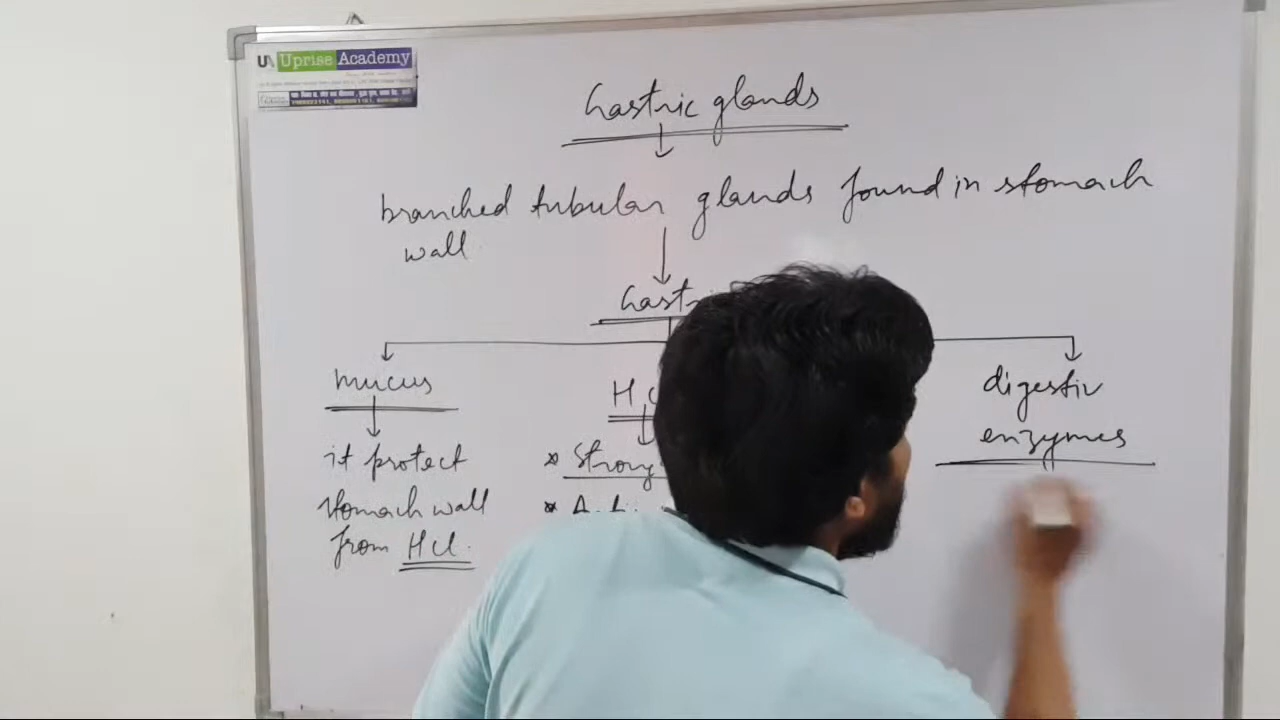 Uprise Academy
Gastric glands
branched tubular glands found in stomach
wall
mucus
digestiv
enzymes
it protect
stomach wall
from HCl.
* Strong